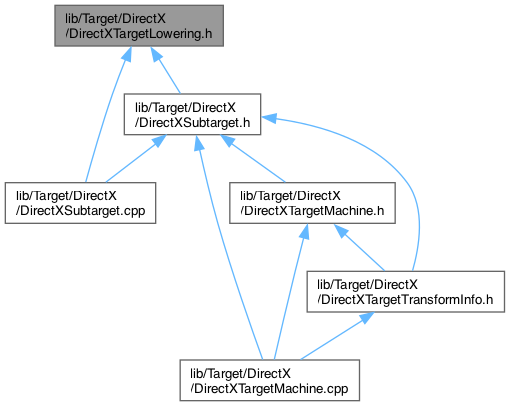 lib/Target/DirectX
/DirectXTargetLowering.h
lib/Target/DirectX
/DirectXSubtarget.h
lib/Target/DirectX
/DirectXSubtarget.cpp
lib/Target/DirectX
/DirectXTargetMachine.h
lib/Target/DirectX
/DirectXTargetTransformInfo.h
lib/Target/DirectX
/DirectXTargetMachine.cpp